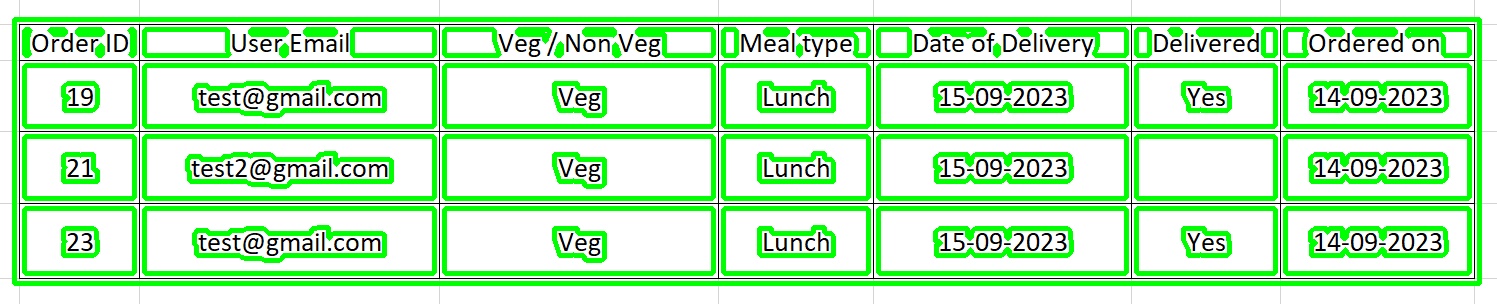 Order ID User Email Veg / Non Veg Meal type Date of Delivery Delivered Ordered on
19 test@gmail.com Veg Lunch 15-09-2023 Yes 14-09-2023
21 test2@gmail.com Veg Lunch 15-09-2023 14-09-2023
23 test@gmail.com Veg Lunch 15-09-2023 Yes 14-09-2023